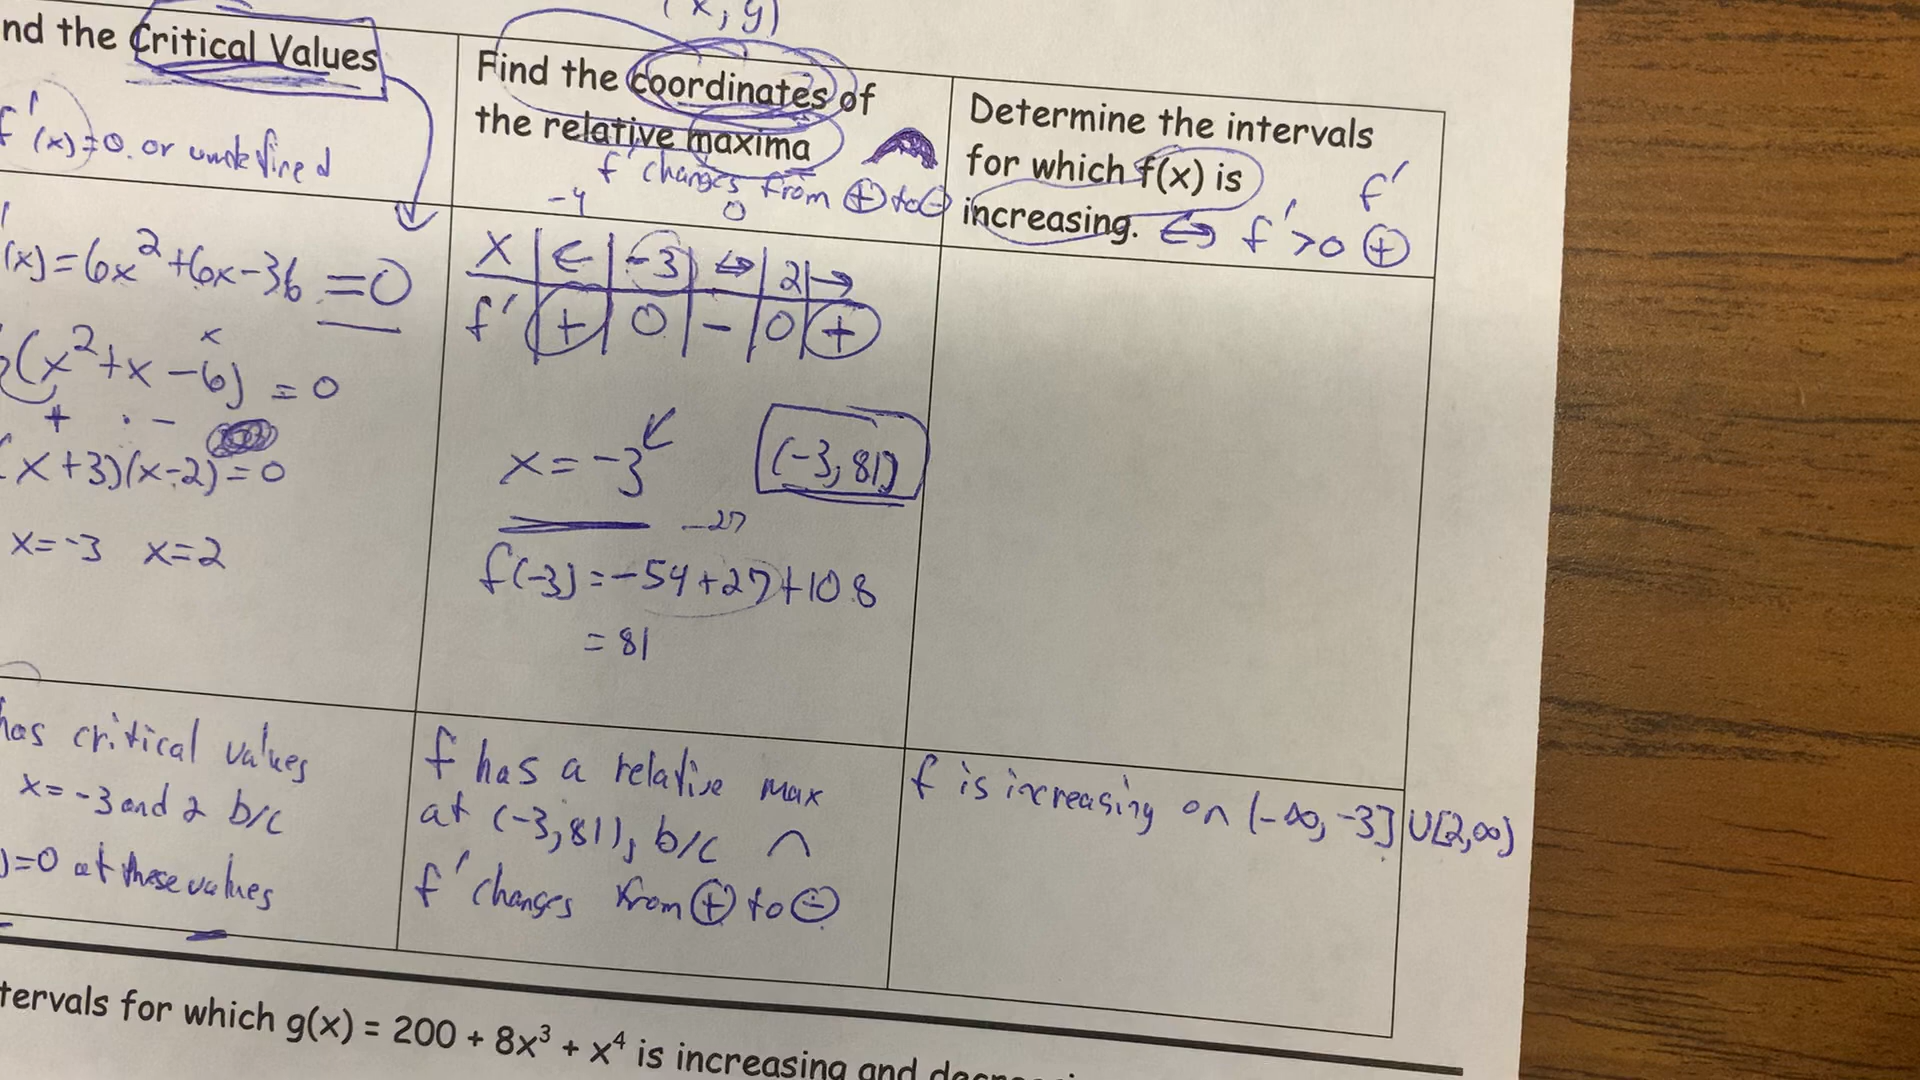 (x, y)
nd the Critical Values
f'(x)=0 or undefined
'(x)=6x²+6x-36=0
(x²+x-6)=0
x
+ · -
(x+3)(x-2)=0
x=-3 x=2
has critical values
x=-3 and 2 b/c
)=0 at these values
Find the coordinates of
the relative maxima
f' changes from + to -
-4 0
x ← -3 ↔ 2 →
f' + 0 - 0 +
x=-3
(-3,81)
-27
f(-3)=-54+27+108
=81
f has a relative max
at (-3,81), b/c
f' changes from + to -
Determine the intervals
for which f(x) is
increasing. ⇔ f'>0 +
f'
f is increasing on (-∞,-3]U[2,∞)
tervals for which g(x) = 200 + 8x³ + x⁴ is increasing and